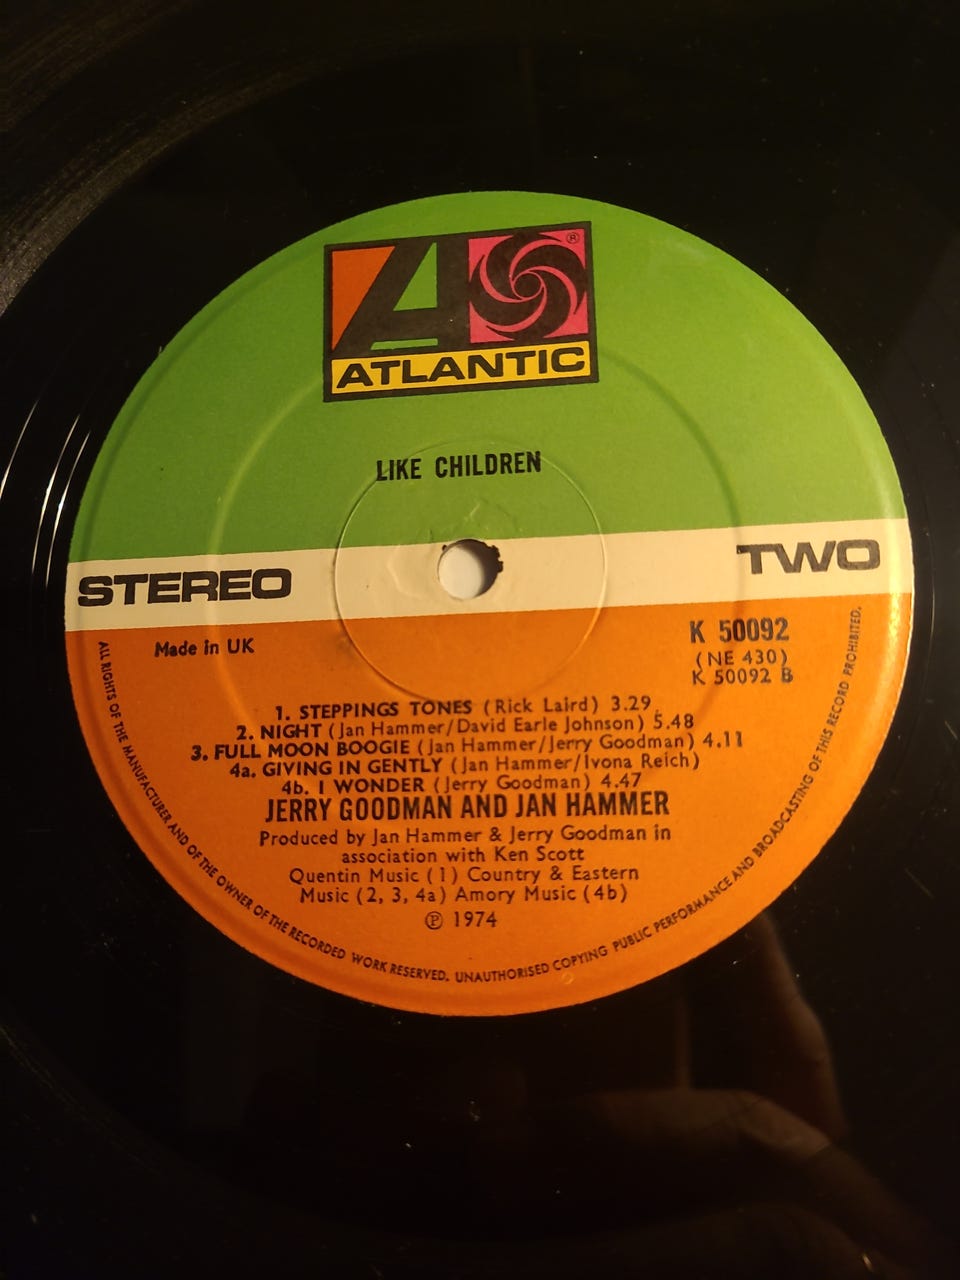 A
®
ATLANTIC
LIKE CHILDREN
STEREO
TWO
Made in UK
K 50092
(NE 430)
K 50092 B
1. STEPPINGS TONES (Rick Laird) 3.29
2. NIGHT (Jan Hammer/David Earle Johnson) 5.48
3. FULL MOON BOOGIE (Jan Hammer/Jerry Goodman) 4.11
4a. GIVING IN GENTLY (Jan Hammer/Ivona Reich)
4b. I WONDER (Jerry Goodman) 4.47
JERRY GOODMAN AND JAN HAMMER
Produced by Jan Hammer & Jerry Goodman in
association with Ken Scott
Quentin Music (1) Country & Eastern
Music (2, 3, 4a) Amory Music (4b)
℗ 1974
ALL RIGHTS OF THE MANUFACTURER AND OF THE OWNER OF THE RECORDED WORK RESERVED. UNAUTHORISED COPYING PUBLIC PERFORMANCE AND BROADCASTING OF THIS RECORD PROHIBITED.